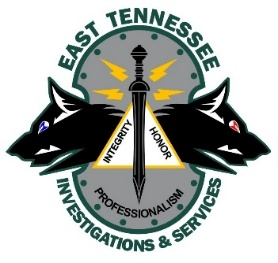 EAST TENNESSEE
INTEGRITY
HONOR
PROFESSIONALISM
INVESTIGATIONS & SERVICES